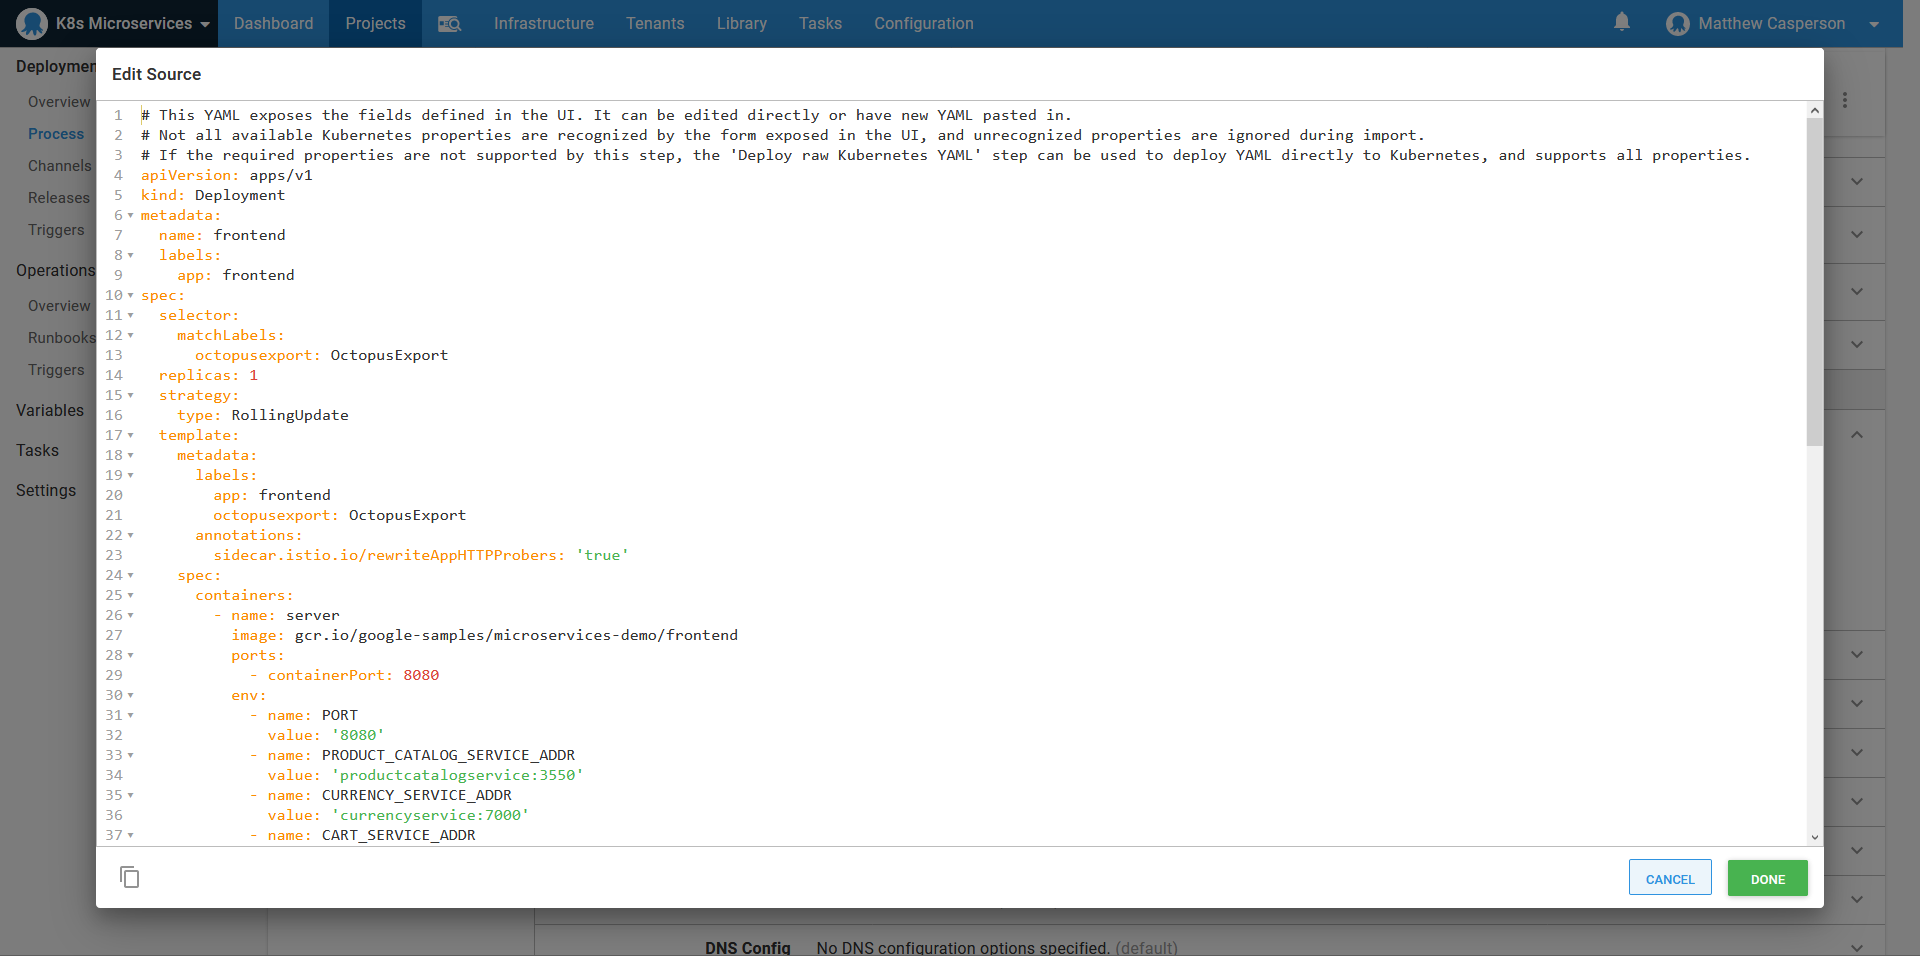 K8s Microservices
Dashboard
Projects
Infrastructure
Tenants
Library
Tasks
Configuration
Matthew Casperson
Deploymen
Overview
Process
Channels
Releases
Triggers
Operations
Overview
Runbooks
Triggers
Variables
Tasks
Settings
Edit Source
1 # This YAML exposes the fields defined in the UI. It can be edited directly or have new YAML pasted in.
2 # Not all available Kubernetes properties are recognized by the form exposed in the UI, and unrecognized properties are ignored during import.
3 # If the required properties are not supported by this step, the 'Deploy raw Kubernetes YAML' step can be used to deploy YAML directly to Kubernetes, and supports all properties.
4 apiVersion: apps/v1
5 kind: Deployment
6 metadata:
7 name: frontend
8 labels:
9 app: frontend
10 spec:
11 selector:
12 matchLabels:
13 octopusexport: OctopusExport
14 replicas: 1
15 strategy:
16 type: RollingUpdate
17 template:
18 metadata:
19 labels:
20 app: frontend
21 octopusexport: OctopusExport
22 annotations:
23 sidecar.istio.io/rewriteAppHTTPProbers: 'true'
24 spec:
25 containers:
26 - name: server
27 image: gcr.io/google-samples/microservices-demo/frontend
28 ports:
29 - containerPort: 8080
30 env:
31 - name: PORT
32 value: '8080'
33 - name: PRODUCT_CATALOG_SERVICE_ADDR
34 value: 'productcatalogservice:3550'
35 - name: CURRENCY_SERVICE_ADDR
36 value: 'currencyservice:7000'
37 - name: CART_SERVICE_ADDR
CANCEL
DONE
DNS Config No DNS configuration options specified. (default)